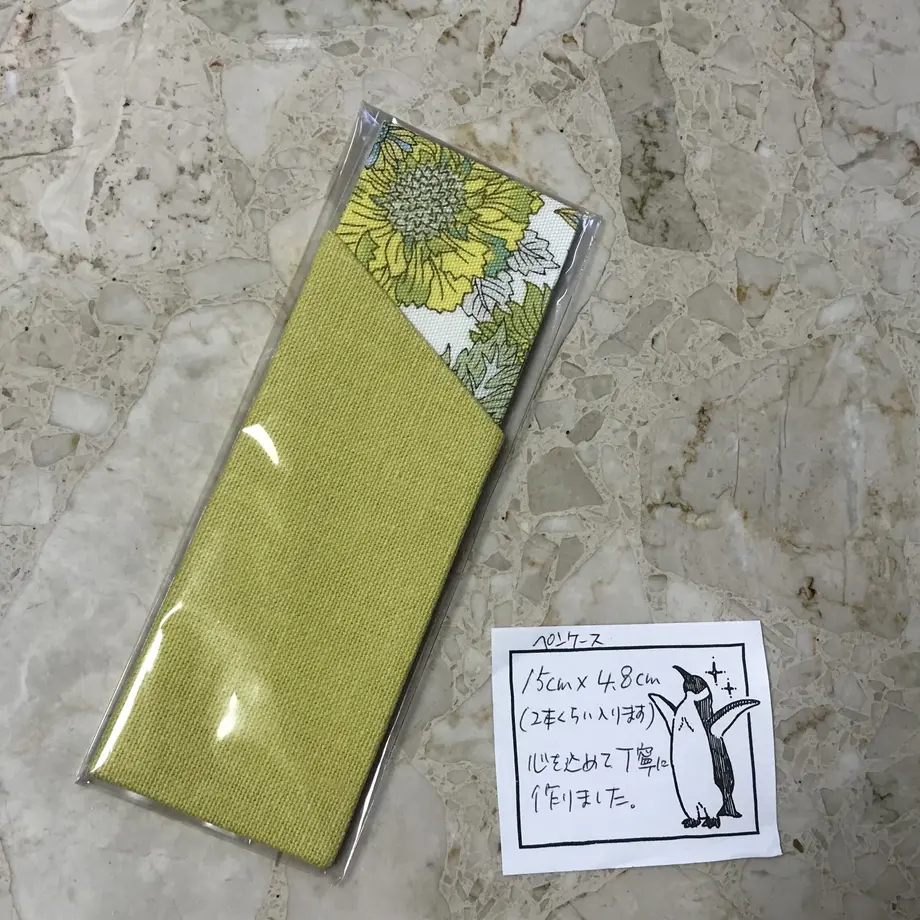 ペンケース
15cm×4.8cm
(2本くらい入ります)
心を込めて丁寧に
作りました。